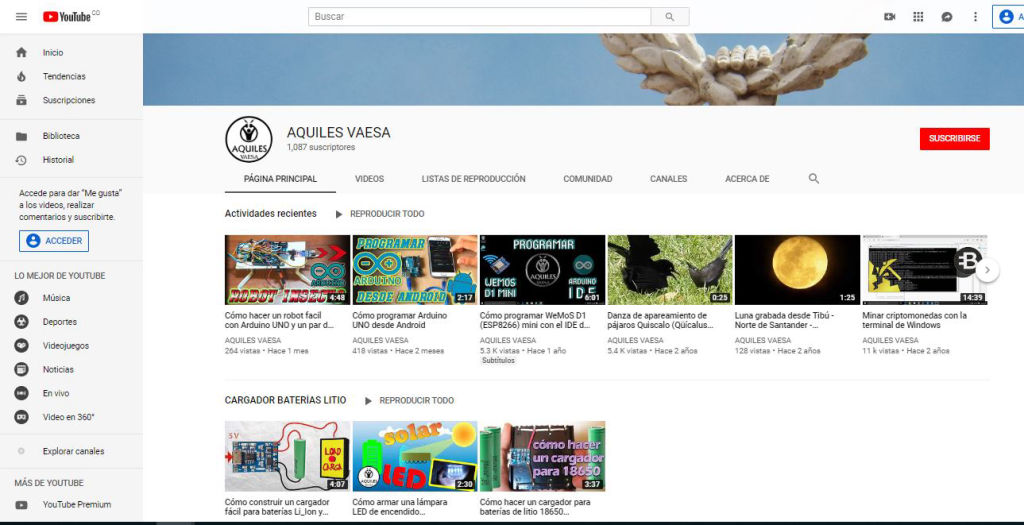 YouTube CO
Buscar
A
Inicio
Tendencias
Suscripciones
Biblioteca
Historial
Accede para dar "Me gusta"
a los videos, realizar
comentarios y suscribirte.
ACCEDER
LO MEJOR DE YOUTUBE
Música
Deportes
Videojuegos
Noticias
En vivo
Video en 360°
Explorar canales
MÁS DE YOUTUBE
YouTube Premium
AQUILES
VAESA
AQUILES VAESA
1,087 suscriptores
SUSCRIBIRSE
PÁGINA PRINCIPAL VIDEOS LISTAS DE REPRODUCCIÓN COMUNIDAD CANALES ACERCA DE
Actividades recientes REPRODUCIR TODO
ARDUINO
ROBOT INSECTO
4:48
Cómo hacer un robot facil
con Arduino UNO y un par d...
AQUILES VAESA
264 vistas • Hace 1 mes
PROGRAMAR
ARDUINO
DESDE ANDROID
2:17
Cómo programar Arduino
UNO desde Android
AQUILES VAESA
418 vistas • Hace 2 meses
PROGRAMAR
WEMOS
D1 MINI
AQUILES
ARDUINO
IDE
6:01
Cómo programar WeMoS D1
(ESP8266) mini con el IDE d...
AQUILES VAESA
5.3 K vistas • Hace 1 año
Subtítulos
0:25
Danza de apareamiento de
pájaros Quiscalo (Qüícalus...
AQUILES VAESA
5.4 K vistas • Hace 2 años
1:25
Luna grabada desde Tibú -
Norte de Santander -...
AQUILES VAESA
128 vistas • Hace 2 años
14:39
Minar criptomonedas con la
terminal de Windows
AQUILES VAESA
11 k vistas • Hace 2 años
CARGADOR BATERÍAS LITIO REPRODUCIR TODO
5V
LOAD
CARGA
4:07
Cómo construir un cargador
fácil para baterías Li_Ion y...
solar
LED
2:30
Cómo armar una lámpara
LED de encendido...
cómo hacer
un cargador
para 18650
3:37
Cómo hacer un cargador para
baterías de litio 18650...